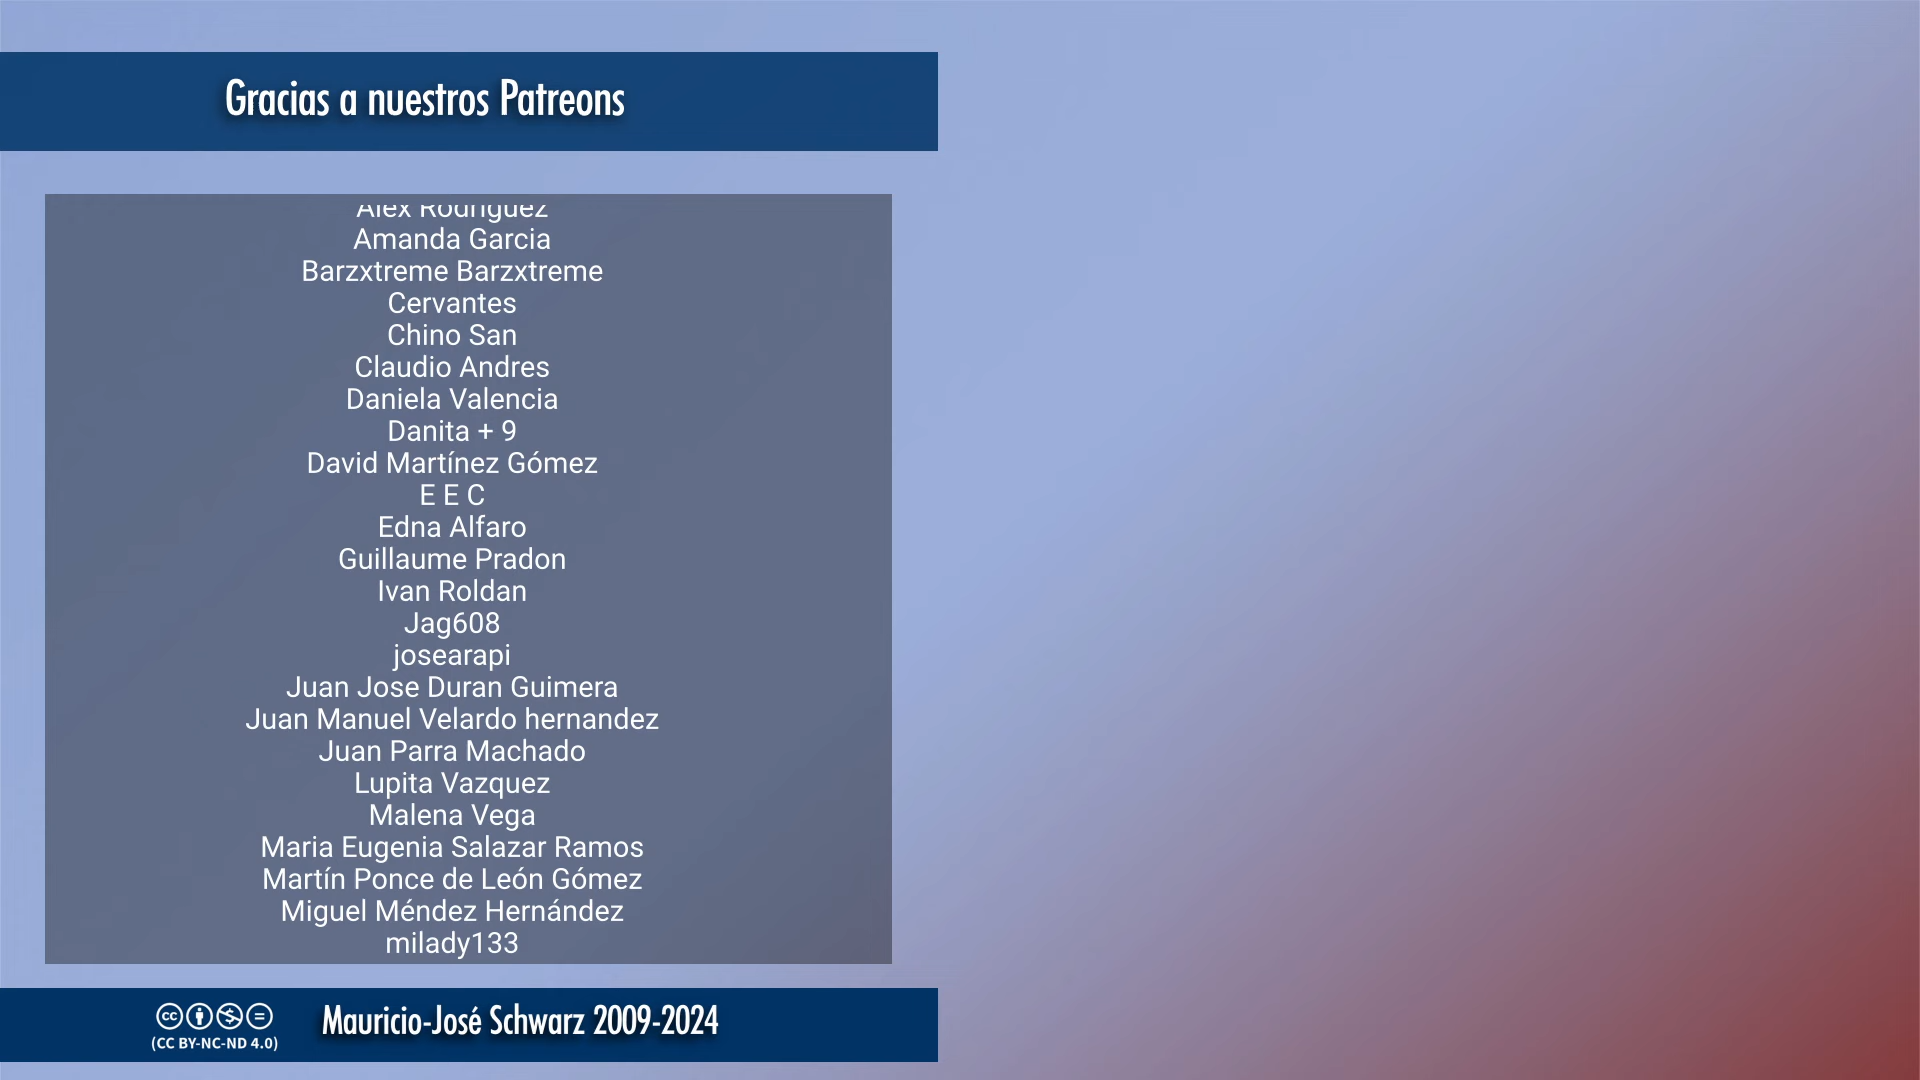 Gracias a nuestros Patreons
Alex Rodriguez
Amanda Garcia
Barzxtreme Barzxtreme
Cervantes
Chino San
Claudio Andres
Daniela Valencia
Danita + 9
David Martínez Gómez
E E C
Edna Alfaro
Guillaume Pradon
Ivan Roldan
Jag608
josearapi
Juan Jose Duran Guimera
Juan Manuel Velardo hernandez
Juan Parra Machado
Lupita Vazquez
Malena Vega
Maria Eugenia Salazar Ramos
Martín Ponce de León Gómez
Miguel Méndez Hernández
milady133
cc $ =
(CC BY-NC-ND 4.0)
Mauricio-José Schwarz 2009-2024